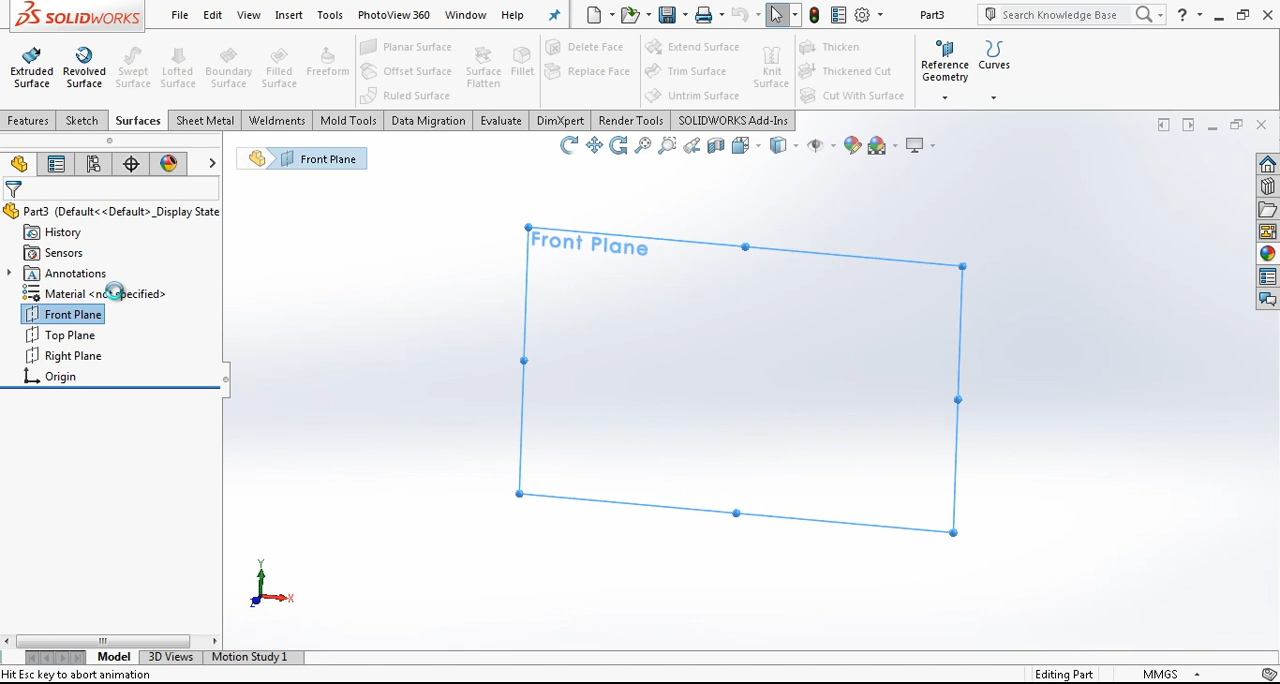 SOLIDWORKS File Edit View Insert Tools PhotoView 360 Window Help Part3 Search Knowledge Base ?
Extruded Surface Revolved Surface Swept Surface Lofted Surface Boundary Surface Filled Surface Freeform Planar Surface Offset Surface Ruled Surface Surface Flatten Fillet Delete Face Replace Face Extend Surface Trim Surface Untrim Surface Knit Surface Thicken Thickened Cut Cut With Surface Reference Geometry Curves
Features Sketch Surfaces Sheet Metal Weldments Mold Tools Data Migration Evaluate DimXpert Render Tools SOLIDWORKS Add-Ins
Front Plane
Part3 (Default<<Default>_Display State
History
Sensors
A Annotations
Material <no specified>
Front Plane
Top Plane
Right Plane
Origin
Front Plane
Y
X
Z
Model 3D Views Motion Study 1
Hit Esc key to abort animation Editing Part MMGS